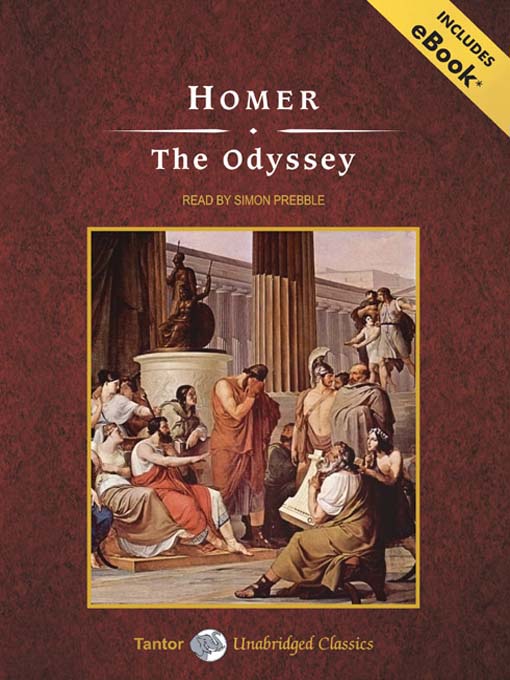 INCLUDES
eBook*
HOMER
The Odyssey
READ BY SIMON PREBBLE
Tantor Unabridged Classics